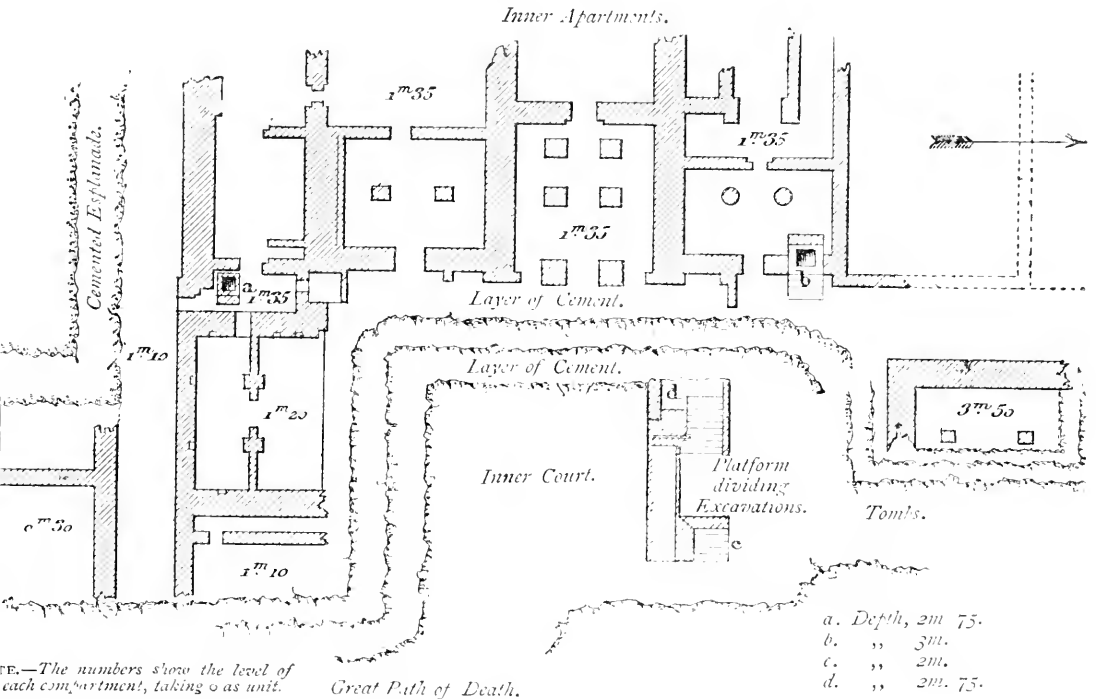 Inner Apartments.
1m35
1m35
1m35
Cemented Esplanade.
a
1m35
b
Layer of Cement.
1m10
Layer of Cement.
d
1m20
3m50
Inner Court.
Platform
dividing
Excavations.
Tombs.
0m50
c
1m10
a. Depth, 2m 75.
b. ,, 3m.
c. ,, 2m.
d. ,, 2m. 75.
TE.—The numbers show the level of
each compartment, taking 0 as unit.
Great Path of Death.